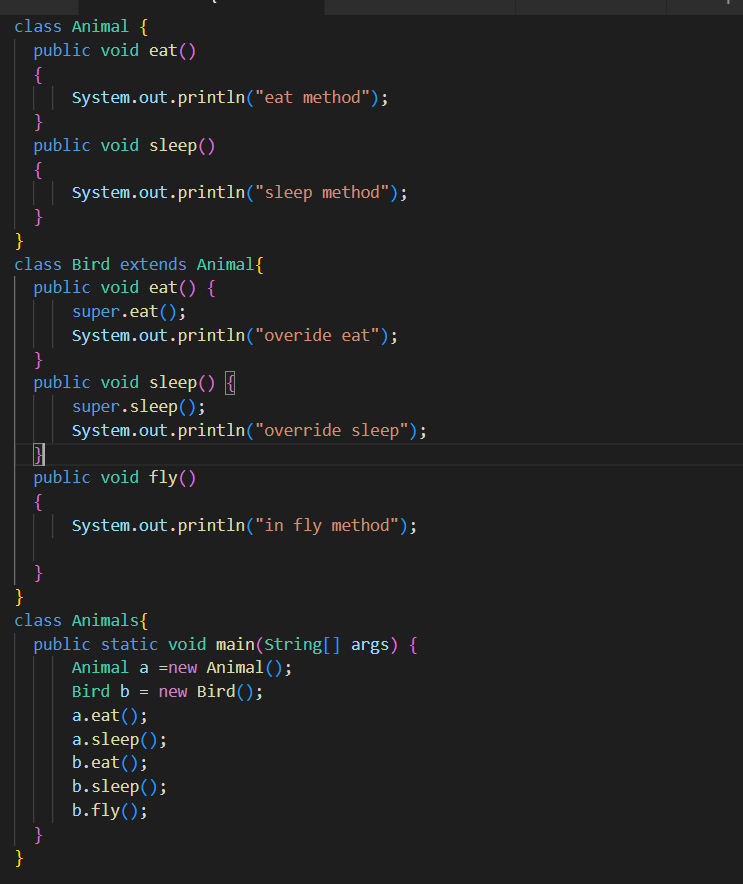 class Animal {
  public void eat()
  {
      System.out.println("eat method");
  }
  public void sleep()
  {
      System.out.println("sleep method");
  }
}
class Bird extends Animal{
  public void eat() {
      super.eat();
      System.out.println("overide eat");
  }
  public void sleep() {
      super.sleep();
      System.out.println("override sleep");
  }
  public void fly()
  {
      System.out.println("in fly method");

  }
}
class Animals{
  public static void main(String[] args) {
      Animal a =new Animal();
      Bird b = new Bird();
      a.eat();
      a.sleep();
      b.eat();
      b.sleep();
      b.fly();
  }
}